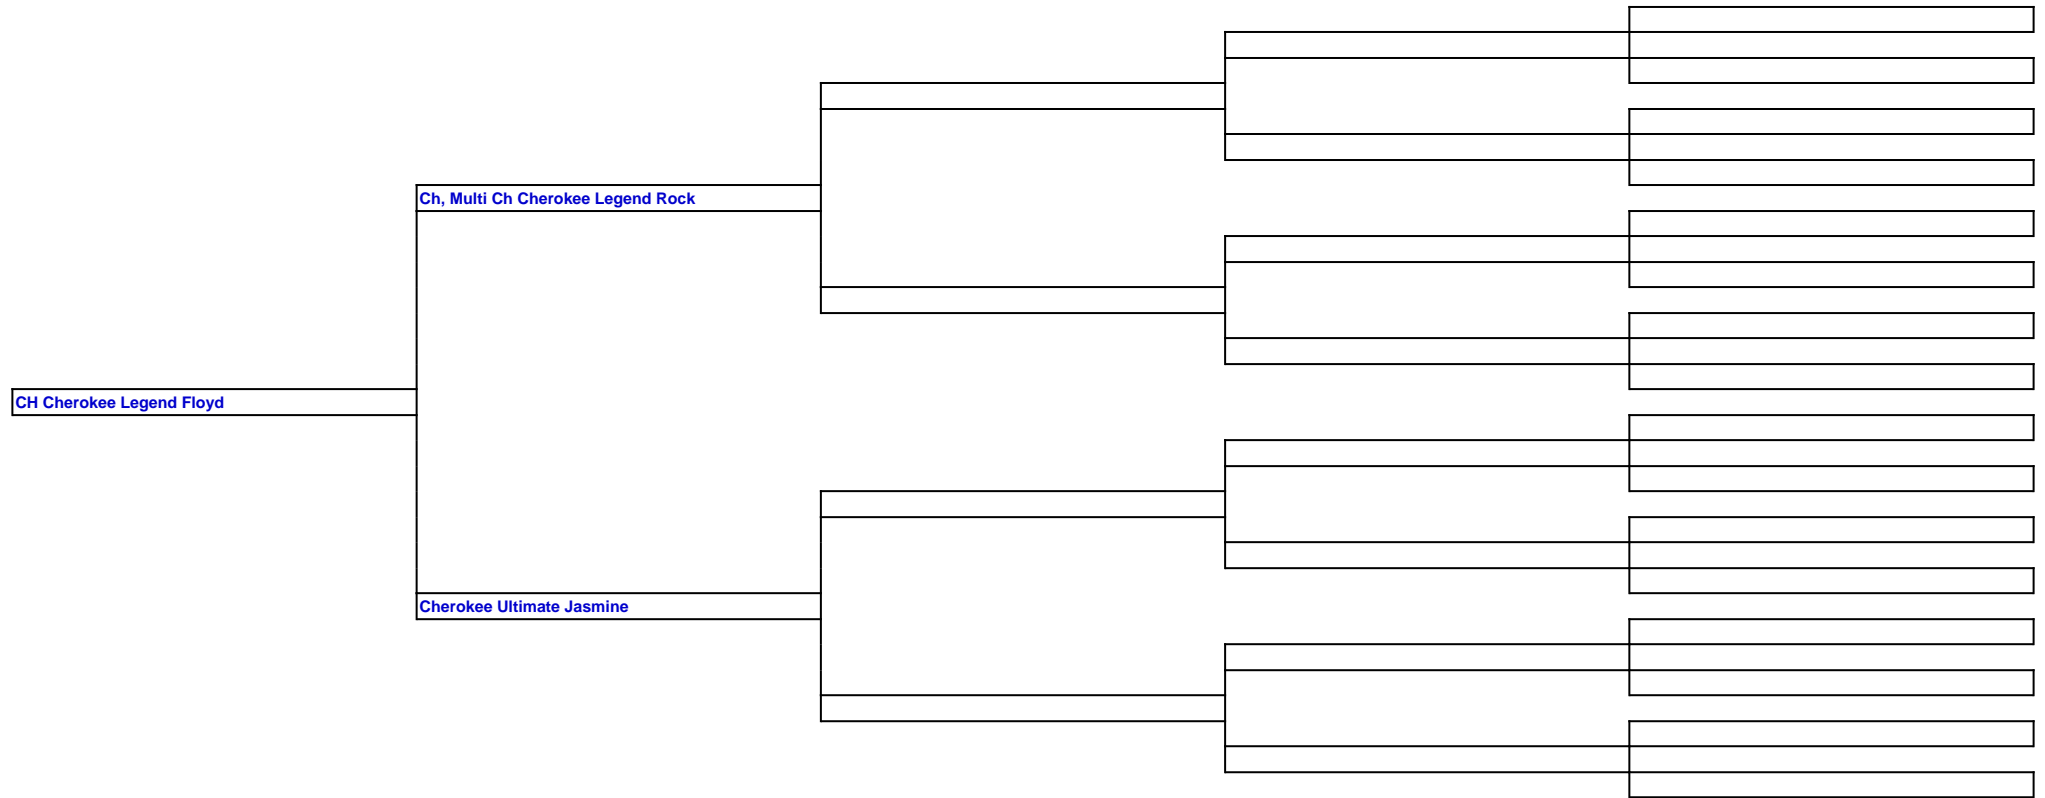 Ch, Multi Ch Cherokee Legend Rock
CH Cherokee Legend Floyd
Cherokee Ultimate Jasmine